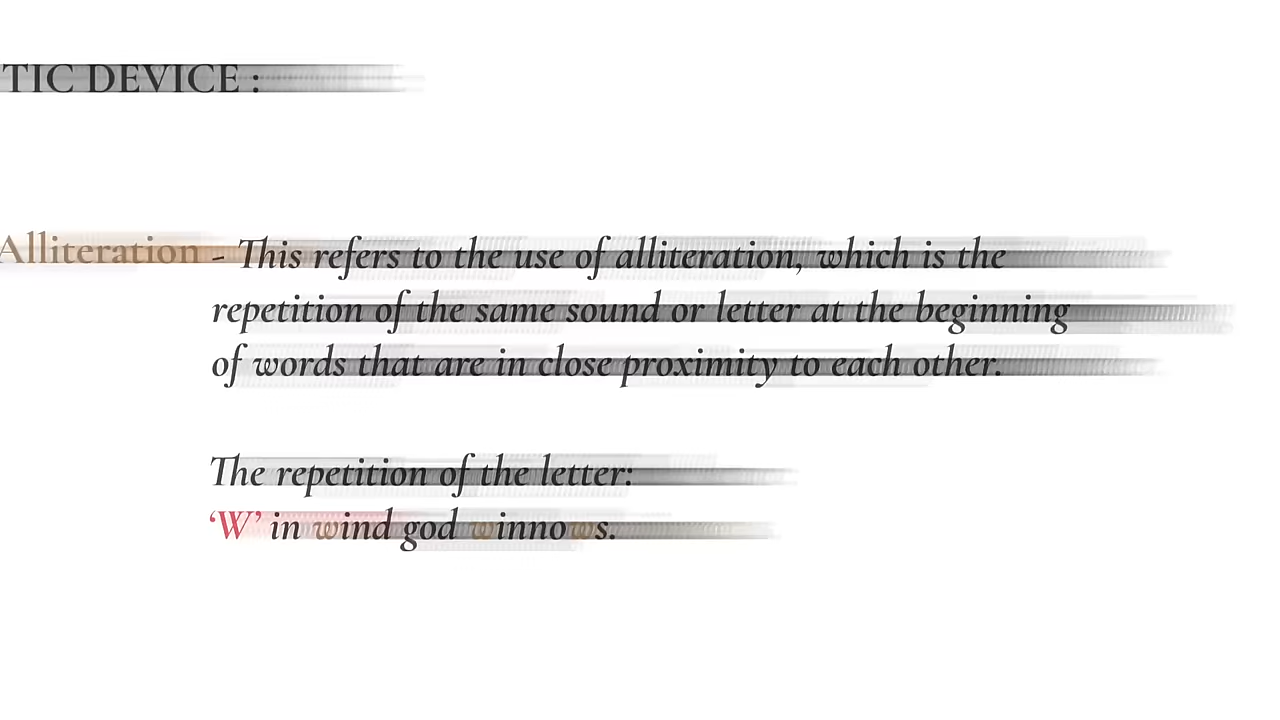 TIC DEVICE :
Alliteration - This refers to the use of alliteration, which is the
repetition of the same sound or letter at the beginning
of words that are in close proximity to each other.
The repetition of the letter:
‘W’ in wind god winnows.